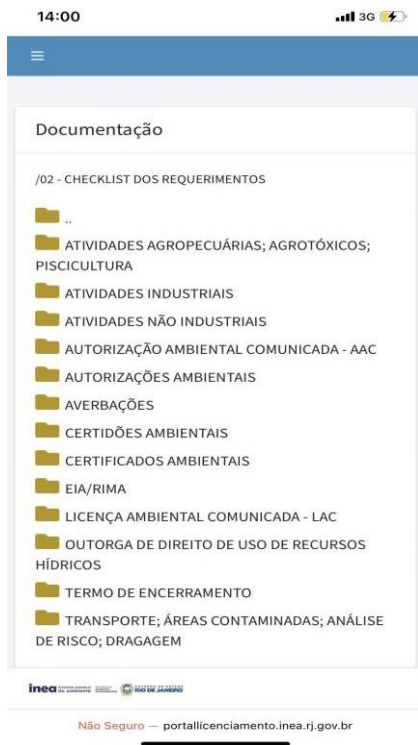 14:00
3G
Documentação
/02 - CHECKLIST DOS REQUERIMENTOS
..
ATIVIDADES AGROPECUÁRIAS; AGROTÓXICOS;
PISCICULTURA
ATIVIDADES INDUSTRIAIS
ATIVIDADES NÃO INDUSTRIAIS
AUTORIZAÇÃO AMBIENTAL COMUNICADA - AAC
AUTORIZAÇÕES AMBIENTAIS
AVERBAÇÕES
CERTIDÕES AMBIENTAIS
CERTIFICADOS AMBIENTAIS
EIA/RIMA
LICENÇA AMBIENTAL COMUNICADA - LAC
OUTORGA DE DIREITO DE USO DE RECURSOS
HÍDRICOS
TERMO DE ENCERRAMENTO
TRANSPORTE; ÁREAS CONTAMINADAS; ANÁLISE
DE RISCO; DRAGAGEM
inea RIO DE JANEIRO
Não Seguro — portallicenciamento.inea.rj.gov.br